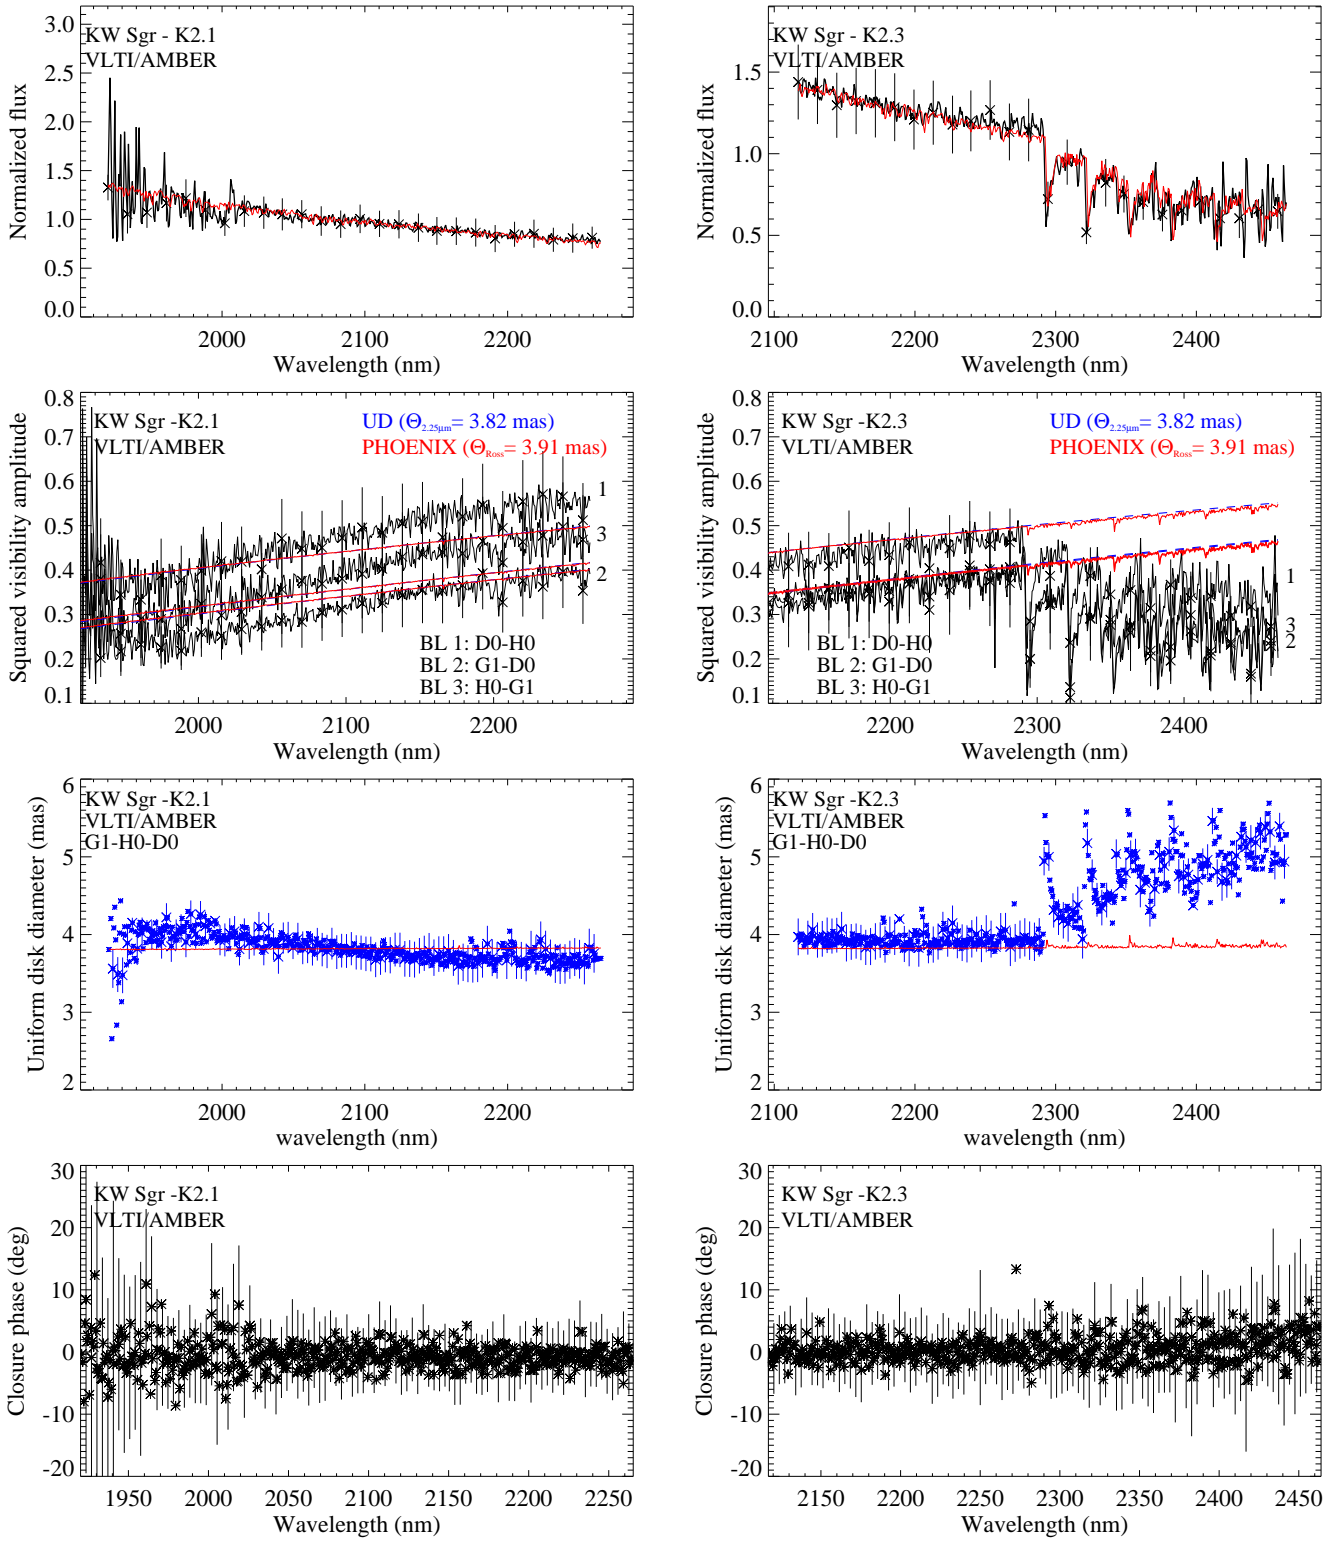 KW Sgr - K2.1
VLTI/AMBER
Normalized flux
3.0
2.5
2.0
1.5
1.0
0.5
0.0
2000 2100 2200
Wavelength (nm)
KW Sgr - K2.3
VLTI/AMBER
Normalized flux
1.5
1.0
0.5
0.0
2100 2200 2300 2400
Wavelength (nm)
KW Sgr -K2.1
VLTI/AMBER
UD (Θ2.25μm= 3.82 mas)
PHOENIX (ΘRoss= 3.91 mas)
Squared visibility amplitude
0.8
0.7
0.6
0.5
0.4
0.3
0.2
0.1
1
3
2
BL 1: D0-H0
BL 2: G1-D0
BL 3: H0-G1
2000 2100 2200
Wavelength (nm)
KW Sgr -K2.3
VLTI/AMBER
UD (Θ2.25μm= 3.82 mas)
PHOENIX (ΘRoss= 3.91 mas)
Squared visibility amplitude
0.8
0.7
0.6
0.5
0.4
0.3
0.2
0.1
1
3
2
BL 1: D0-H0
BL 2: G1-D0
BL 3: H0-G1
2200 2300 2400
Wavelength (nm)
KW Sgr -K2.1
VLTI/AMBER
G1-H0-D0
Uniform disk diameter (mas)
6
5
4
3
2
2000 2100 2200
wavelength (nm)
KW Sgr -K2.3
VLTI/AMBER
G1-H0-D0
Uniform disk diameter (mas)
6
5
4
3
2
2100 2200 2300 2400
wavelength (nm)
KW Sgr -K2.1
VLTI/AMBER
Closure phase (deg)
30
20
10
0
-10
-20
1950 2000 2050 2100 2150 2200 2250
Wavelength (nm)
KW Sgr -K2.3
VLTI/AMBER
Closure phase (deg)
30
20
10
0
-10
-20
2150 2200 2250 2300 2350 2400 2450
Wavelength (nm)